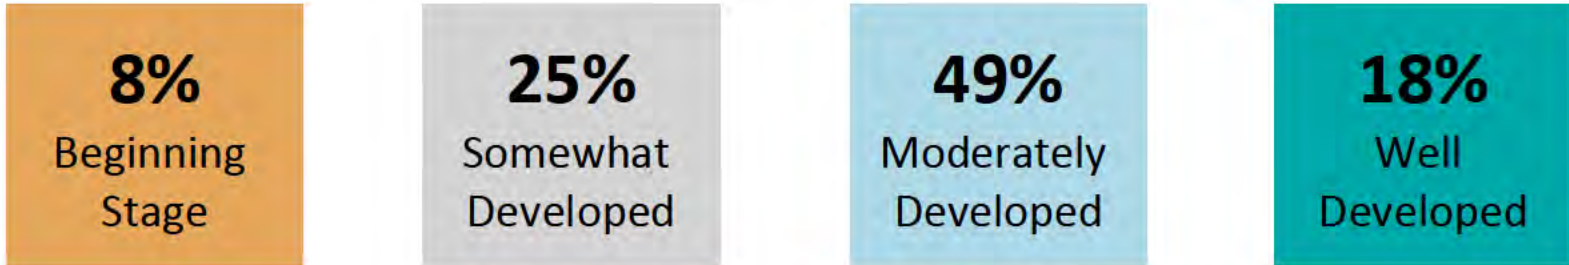 8%
Beginning
Stage
25%
Somewhat
Developed
49%
Moderately
Developed
18%
Well
Developed